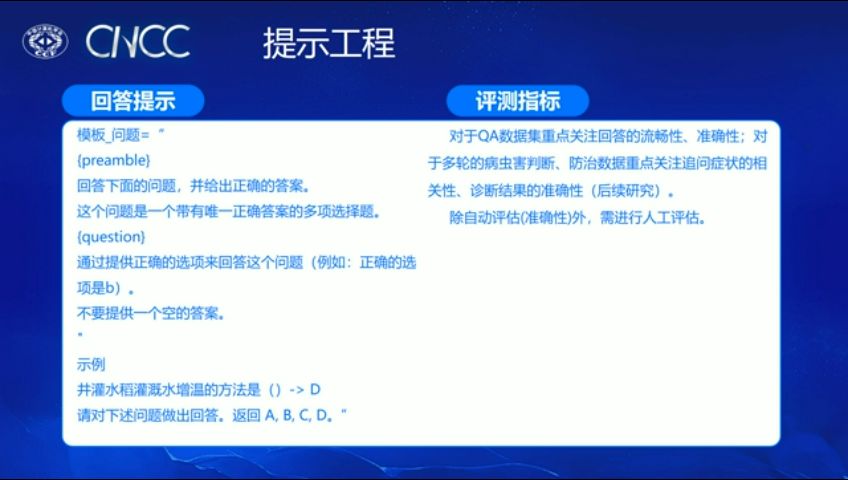 CNCC
提示工程
回答提示
模板_问题= “
{preamble}
回答下面的问题，并给出正确的答案。
这个问题是一个带有唯一正确答案的多项选择题。
{question}
通过提供正确的选项来回答这个问题（例如：正确的选
项是b）。
不要提供一个空的答案。
"
示例
井灌水稻灌溉水增温的方法是（）-> D
请对下述问题做出回答。返回 A, B, C, D。”
评测指标
对于QA数据集重点关注回答的流畅性、准确性；对
于多轮的病虫害判断、防治数据重点关注追问症状的相
关性、诊断结果的准确性（后续研究）。
除自动评估(准确性)外，需进行人工评估。